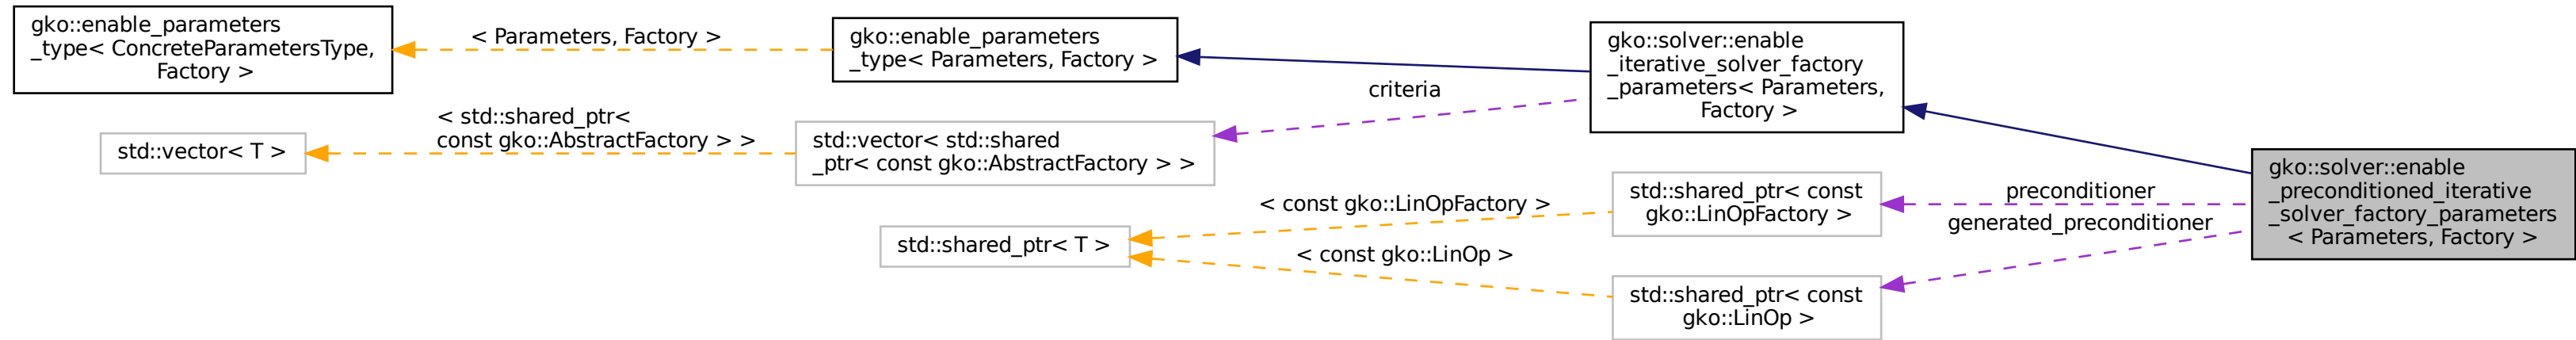 gko::enable_parameters
_type< ConcreteParametersType,
Factory >
< Parameters, Factory >
gko::enable_parameters
_type< Parameters, Factory >
gko::solver::enable
_iterative_solver_factory
_parameters< Parameters,
Factory >
criteria
std::vector< T >
< std::shared_ptr<
const gko::AbstractFactory > >
std::vector< std::shared
_ptr< const gko::AbstractFactory > >
std::shared_ptr< T >
< const gko::LinOpFactory >
< const gko::LinOp >
std::shared_ptr< const
gko::LinOpFactory >
std::shared_ptr< const
gko::LinOp >
preconditioner
generated_preconditioner
gko::solver::enable
_preconditioned_iterative
_solver_factory_parameters
< Parameters, Factory >